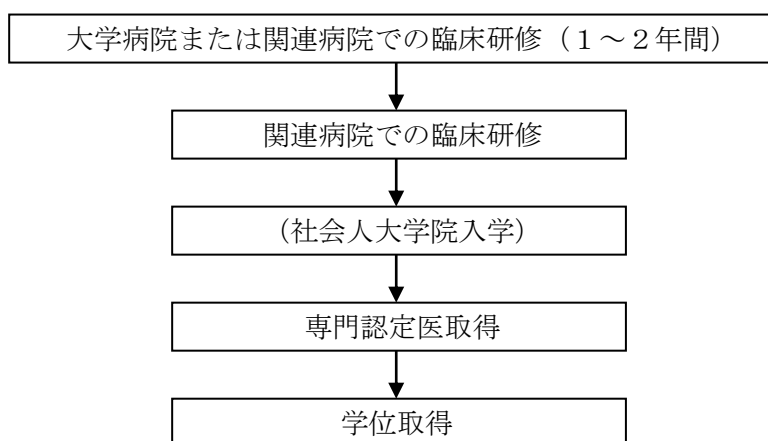 大学病院または関連病院での臨床研修（１～２年間）
関連病院での臨床研修
（社会人大学院入学）
専門認定医取得
学位取得